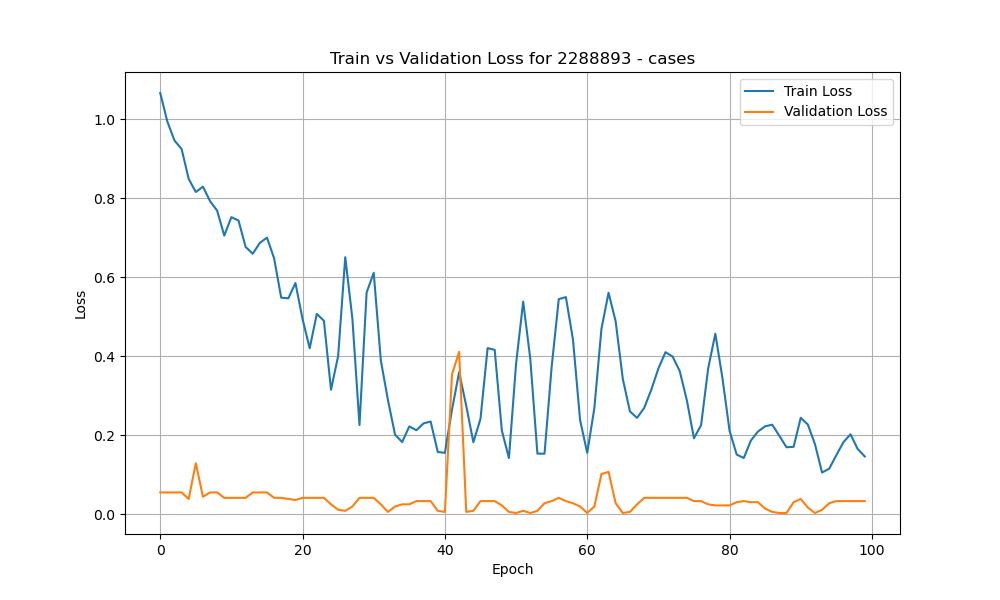 Train vs Validation Loss for 2288893 - cases
Train Loss
Validation Loss
1.0
0.8
0.6
0.4
0.2
0.0
Loss
0 20 40 60 80 100
Epoch